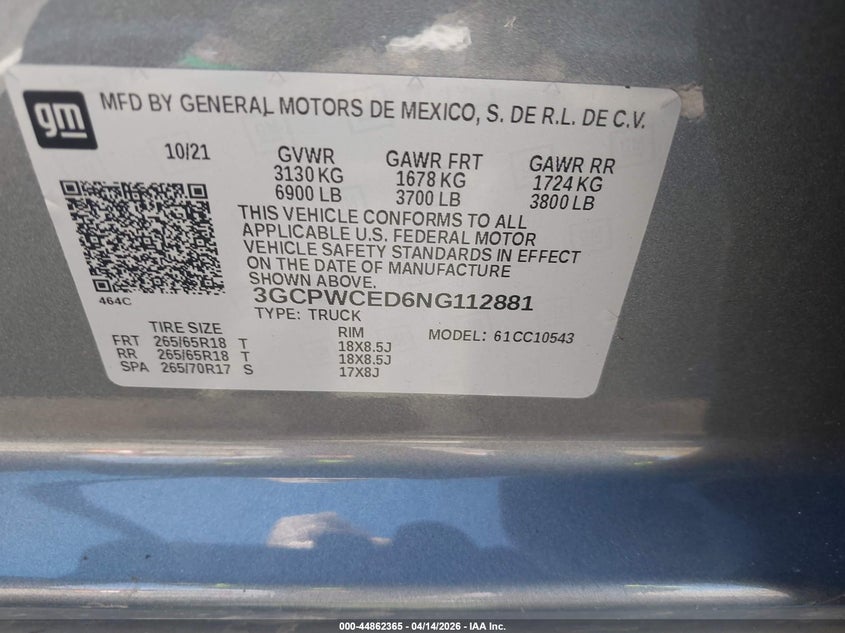 gm
MFD BY GENERAL MOTORS DE MEXICO, S. DE R.L. DE C.V.
10/21 GVWR GAWR FRT GAWR RR
3130 KG 1678 KG 1724 KG
6900 LB 3700 LB 3800 LB
THIS VEHICLE CONFORMS TO ALL
APPLICABLE U.S. FEDERAL MOTOR
VEHICLE SAFETY STANDARDS IN EFFECT
ON THE DATE OF MANUFACTURE
SHOWN ABOVE.
464C
3GCPWCED6NG112881
TYPE: TRUCK MODEL: 61CC10543
TIRE SIZE RIM
FRT 265/65R18 T 18X8.5J
RR 265/65R18 T 18X8.5J
SPA 265/70R17 S 17X8J
000-44862365 | 04/14/2026 – IAA Inc.